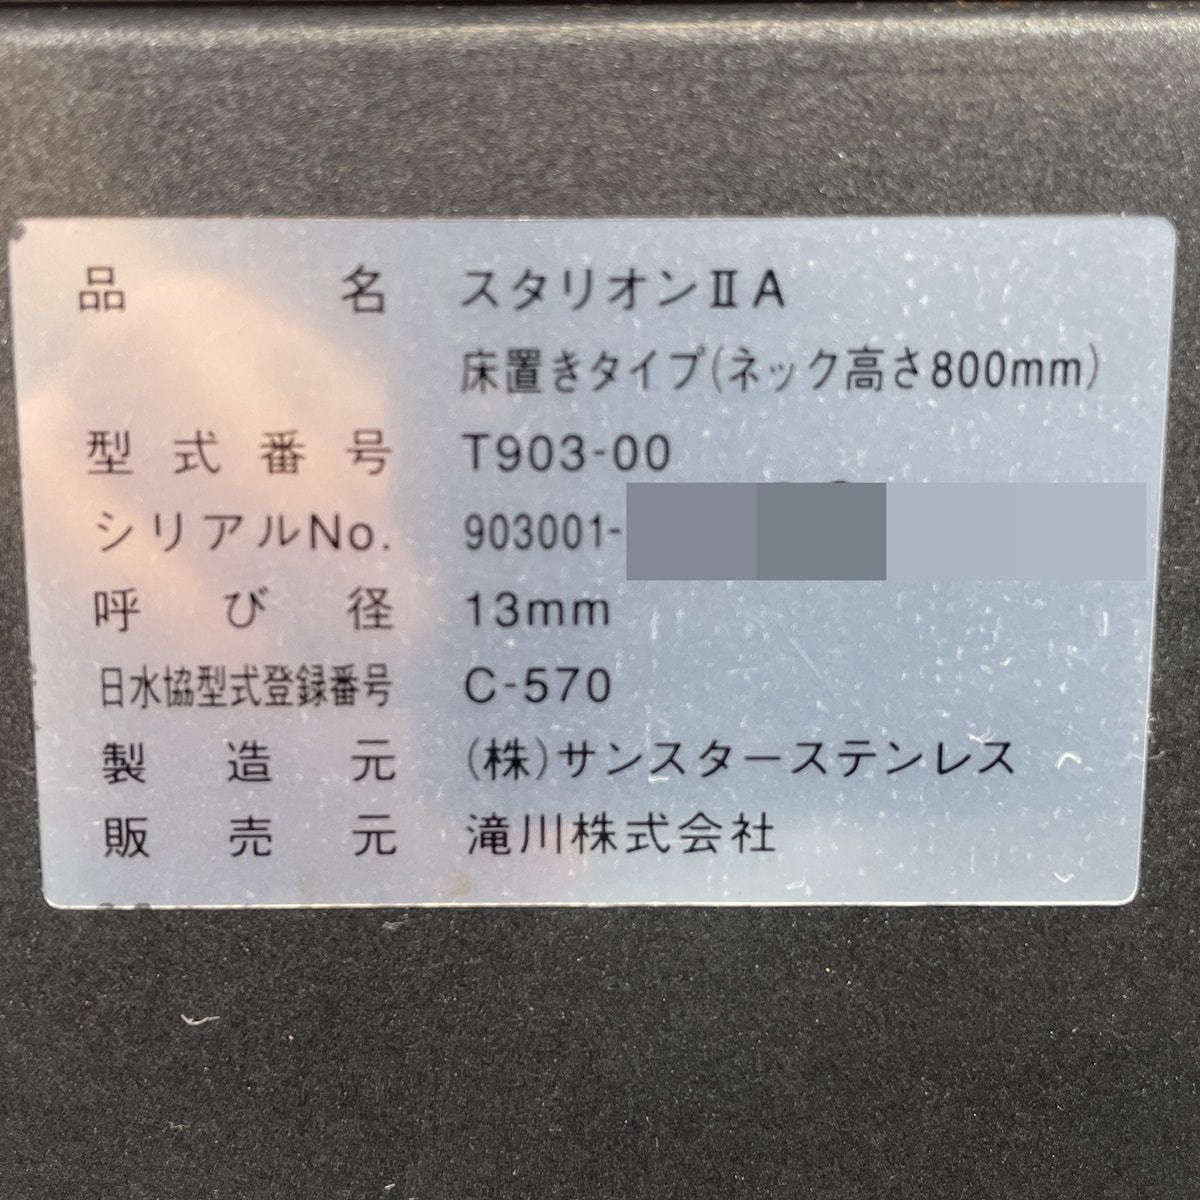 品名 スタリオンⅡA
床置きタイプ(ネック高さ800mm)
型式番号 T903-00
シリアルNo. 903001-
呼び径 13mm
日水協型式登録番号 C-570
製造元 (株)サンスターステンレス
販売元 滝川株式会社